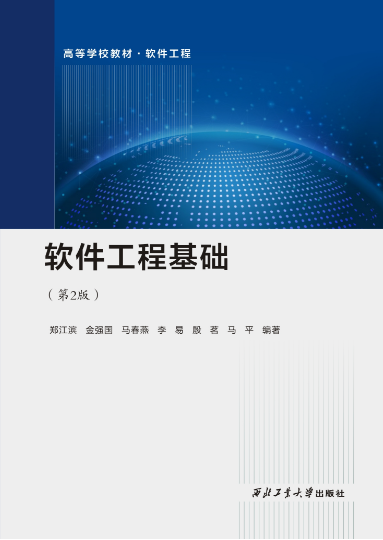 高等学校教材·软件工程
软件工程基础
（第2版）
郑江滨 金强国 马春燕 李 易 殷 茗 马 平 编著
西北工业大学出版社